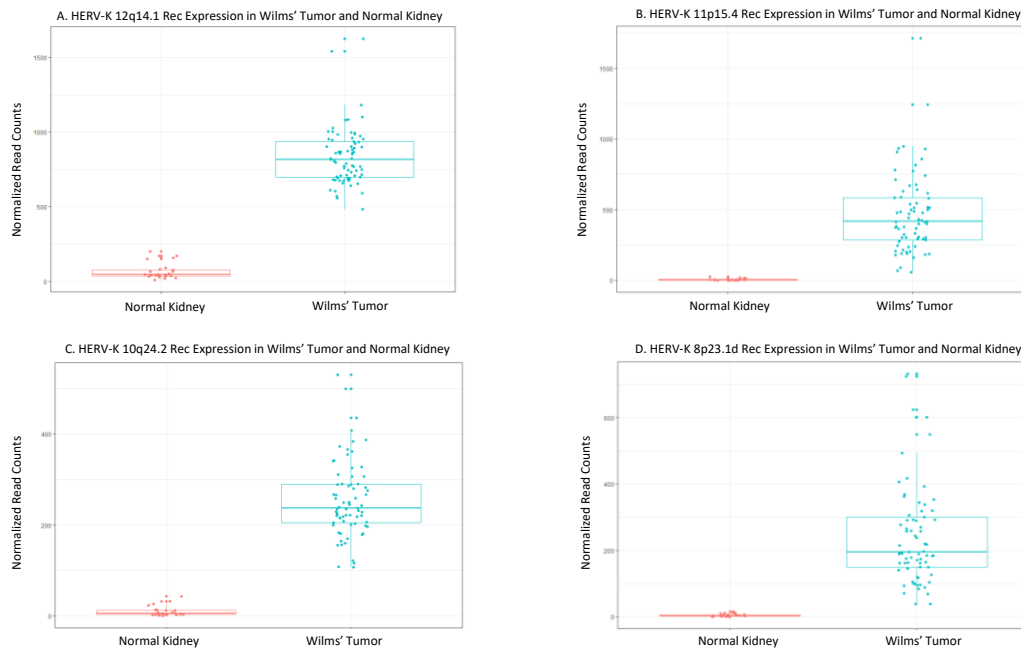 A. HERV-K 12q14.1 Rec Expression in Wilms’ Tumor and Normal Kidney
Normalized Read Counts
1500
1000
500
0
Normal Kidney
Wilms’ Tumor
B. HERV-K 11p15.4 Rec Expression in Wilms’ Tumor and Normal Kidney
Normalized Read Counts
1500
1000
500
0
Normal Kidney
Wilms’ Tumor
C. HERV-K 10q24.2 Rec Expression in Wilms’ Tumor and Normal Kidney
Normalized Read Counts
400
200
0
Normal Kidney
Wilms’ Tumor
D. HERV-K 8p23.1d Rec Expression in Wilms’ Tumor and Normal Kidney
Normalized Read Counts
600
400
200
0
Normal Kidney
Wilms’ Tumor